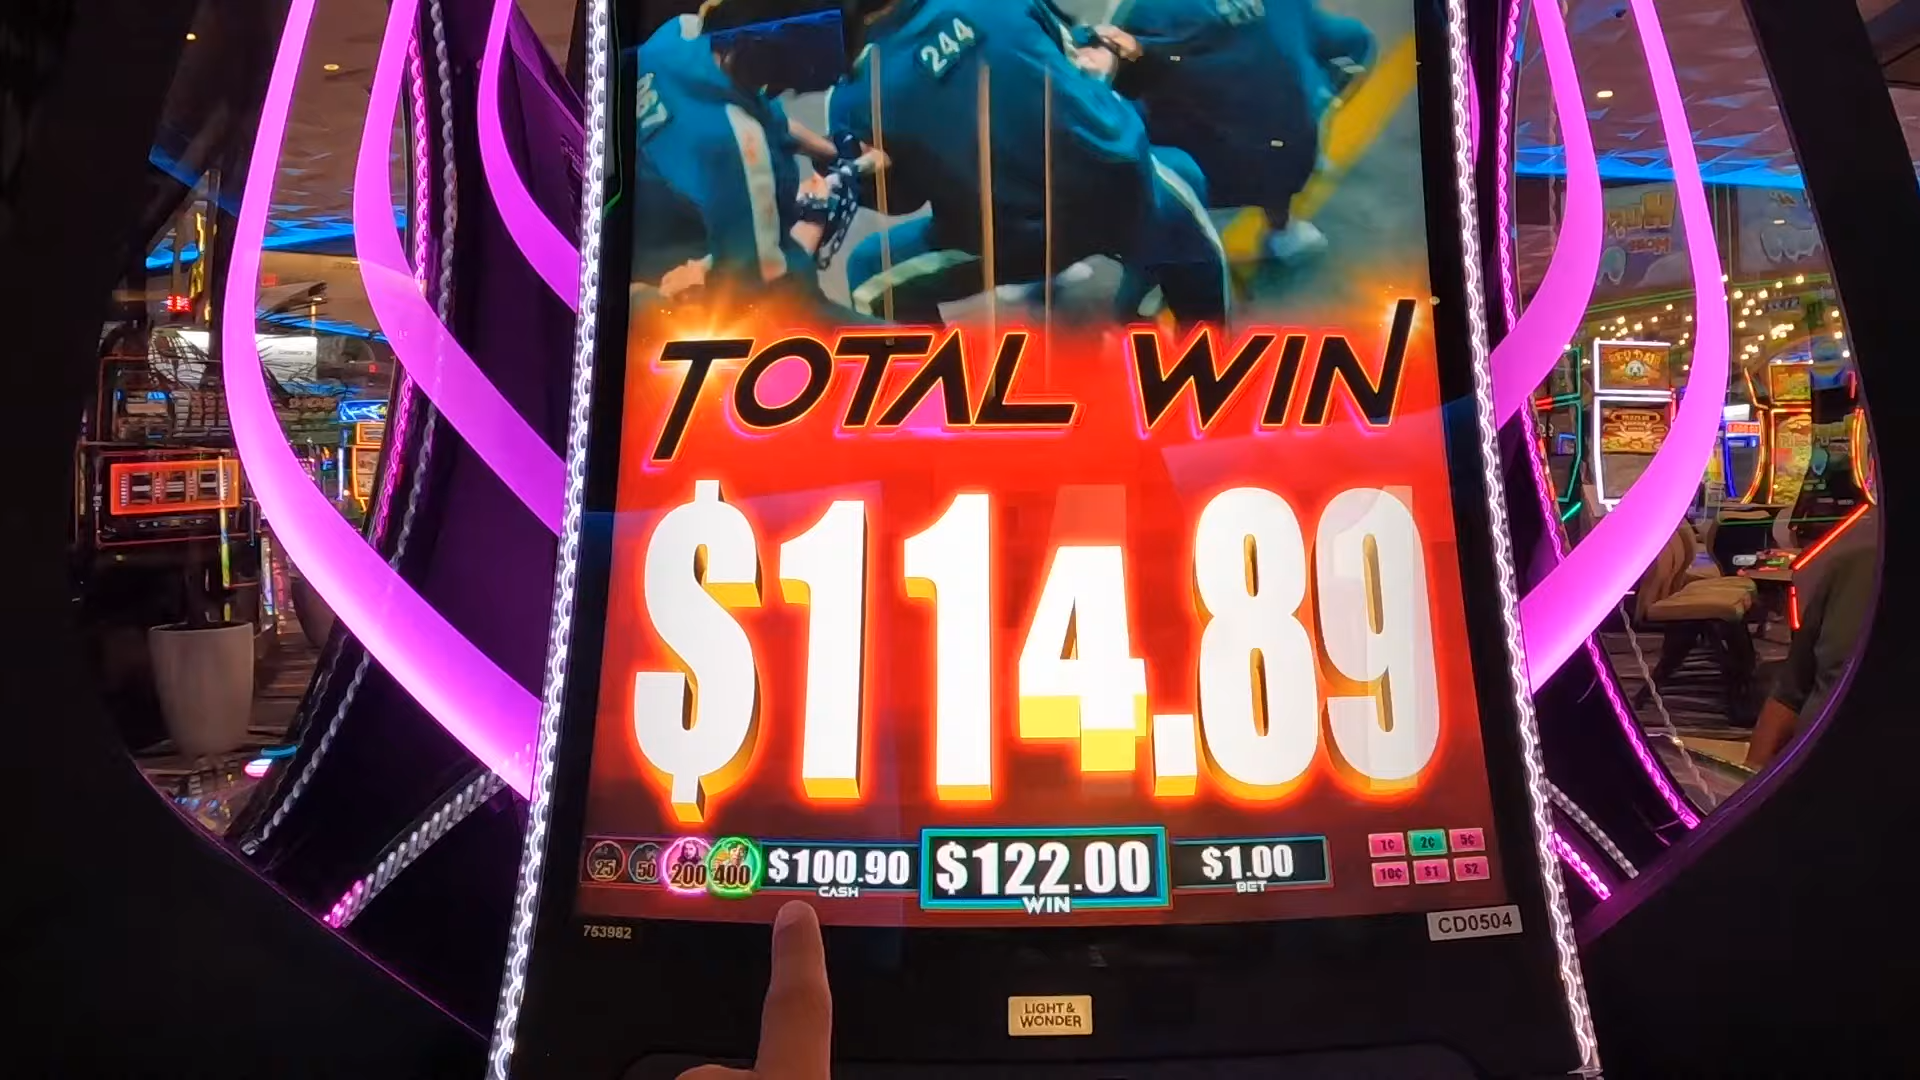 244
TOTAL WIN
$114.89
25 50 200 400 $100.90 $122.00 $1.00 1¢ 2¢ 5¢
CASH WIN BET 10¢ $1 $2
753982 CD0504
LIGHT &
WONDER